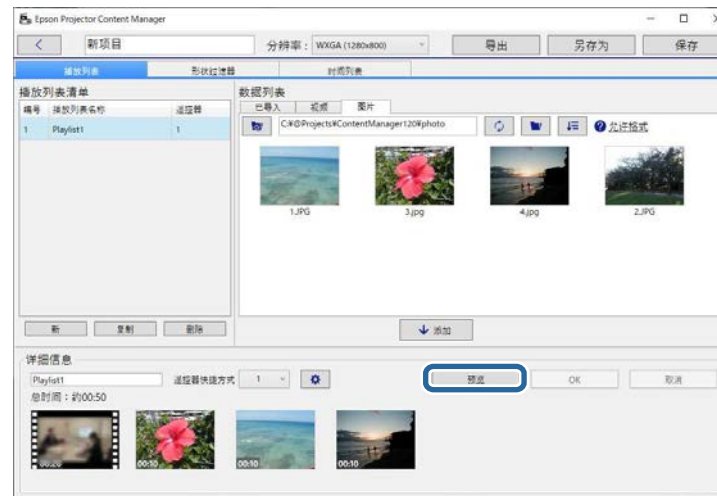 Epson Projector Content Manager
新项目 分辨率： WXGA (1280x800) 导出 另存为 保存
播放列表 形状过滤器 时间列表
播放列表清单
编号 播放列表名称 遥控器
1 Playlist1 1
数据列表
已导入 视频 图片
C:¥@Projects¥ContentManager120¥photo 允许格式
1.JPG 3.jpg 4.jpg 2.JPG
新 复制 删除
添加
详细信息
Playlist1 遥控器快捷方式 1 预览 OK 取消
总时间：约00:50
00:20 00:10 00:10 00:10